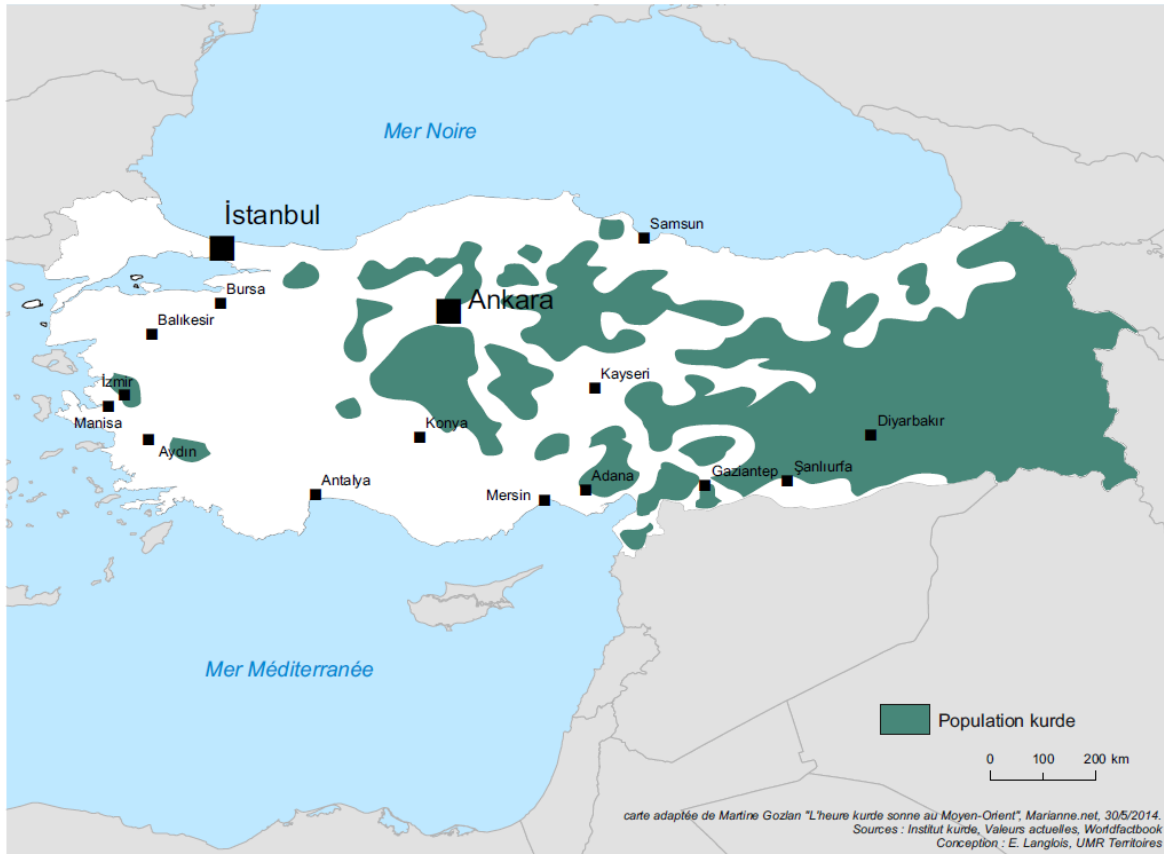 Mer Noire
İstanbul
Samsun
Bursa
Ankara
Balıkesir
İzmir
Kayseri
Manisa
Konya
Diyarbakır
Aydın
Antalya
Mersin
Adana
Gaziantep
Şanlıurfa
Mer Méditerranée
Population kurde
0 100 200 km
carte adaptée de Martine Gozlan "L'heure kurde sonne au Moyen-Orient", Marianne.net, 30/5/2014.
Sources : Institut kurde, Valeurs actuelles, Worldfactbook
Conception : E. Langlois, UMR Territoires